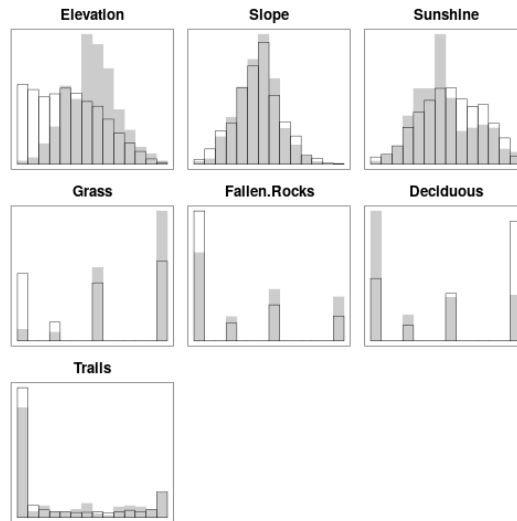 Elevation
Slope
Sunshine
Grass
Fallen.Rocks
Deciduous
Trails